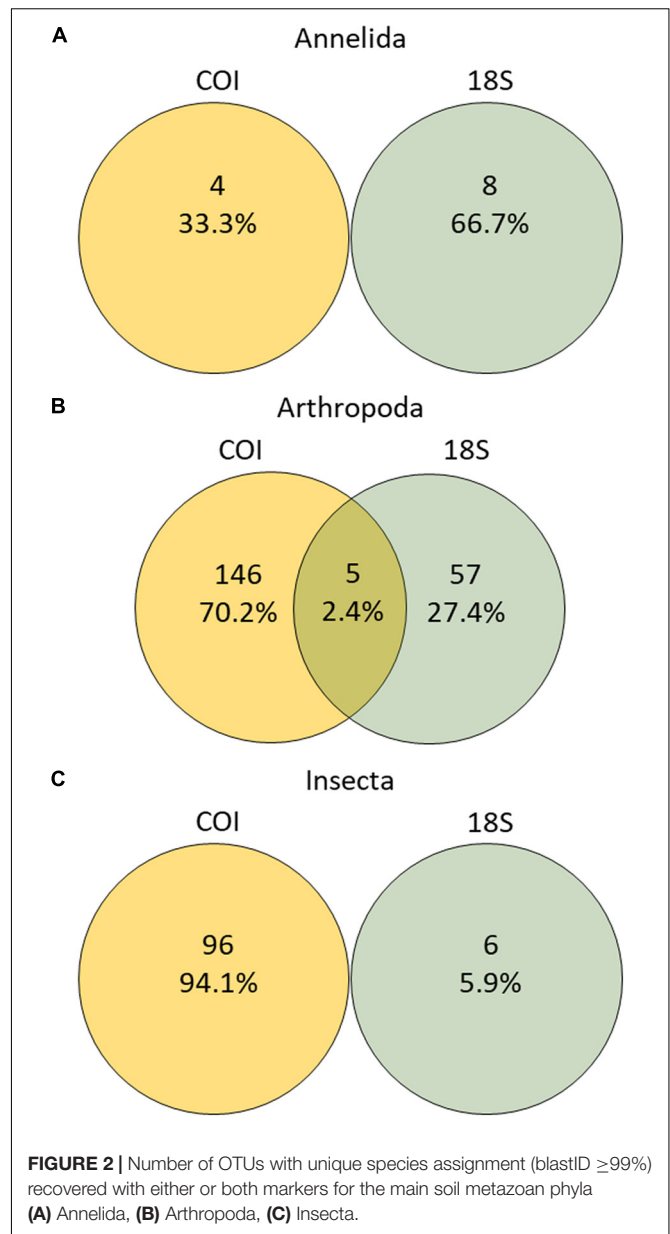 A
Annelida
COI 18S
4 8
33.3% 66.7%
B
Arthropoda
COI 18S
146 5 57
70.2% 2.4% 27.4%
C
Insecta
COI 18S
96 6
94.1% 5.9%
FIGURE 2 | Number of OTUs with unique species assignment (blastID ≥99%)
recovered with either or both markers for the main soil metazoan phyla
(A) Annelida, (B) Arthropoda, (C) Insecta.